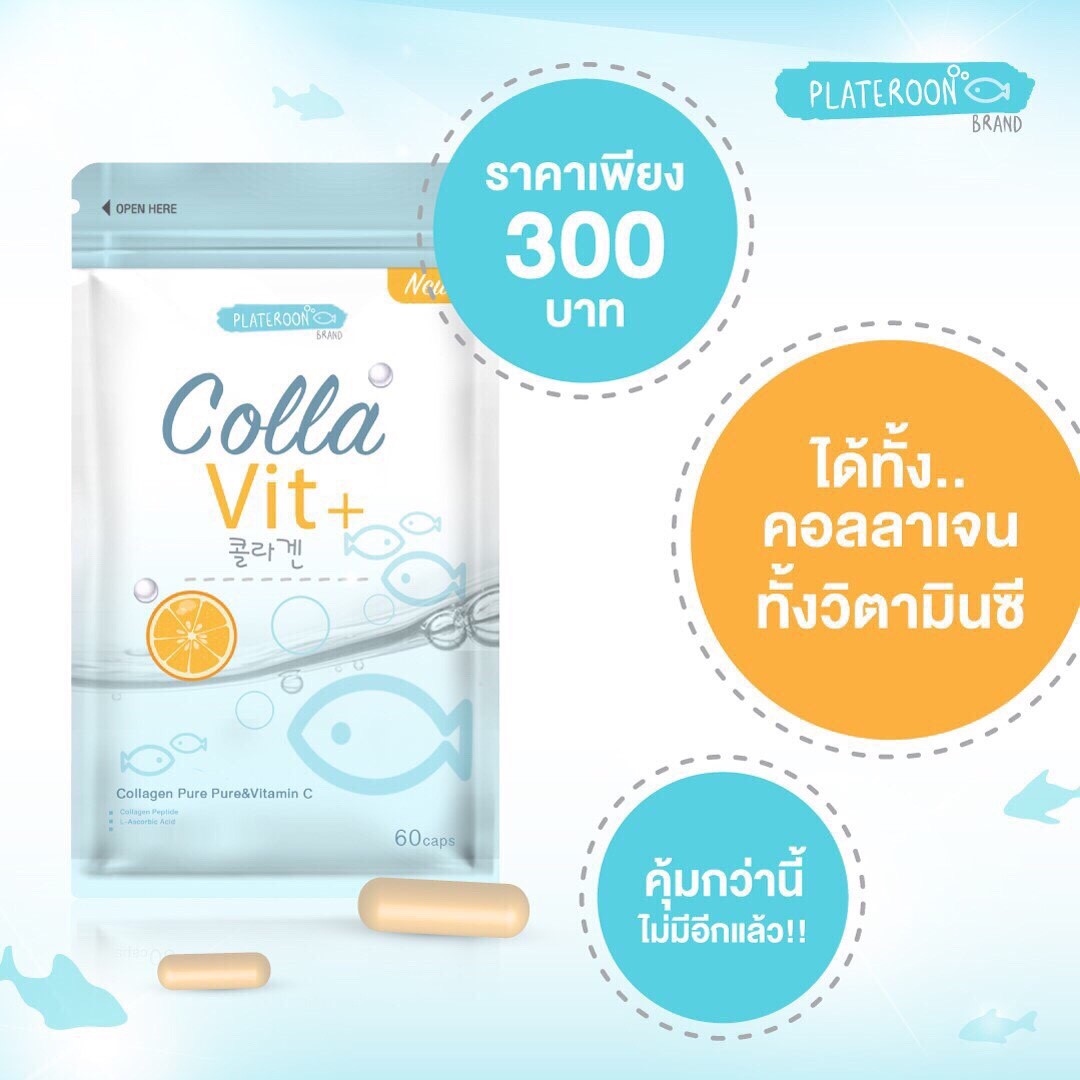 PLATEROON
BRAND
ราคาเพียง
300
บาท
OPEN HERE
New
PLATEROON
BRAND
Colla
Vit+
콜라겐
ได้ทั้ง..
คอลลาเจน
ทั้งวิตามินซี
Collagen Pure Pure&Vitamin C
Collagen Peptide
L-Ascorbic Acid
60caps
คุ้มกว่านี้
ไม่มีอีกแล้ว!!